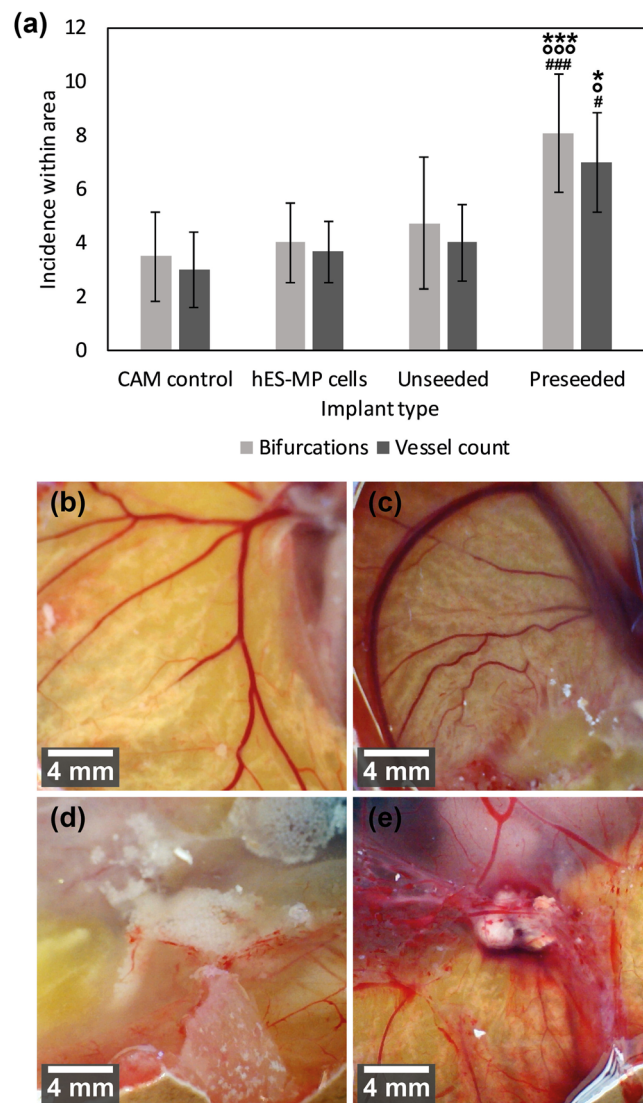 (a)
12
10
8
6
4
2
0
Incidence within area
***
ooo
###
*
o
#
CAM control hES-MP cells Unseeded Preseeded
Implant type
Bifurcations Vessel count
(b) (c)
4 mm 4 mm
(d) (e)
4 mm 4 mm